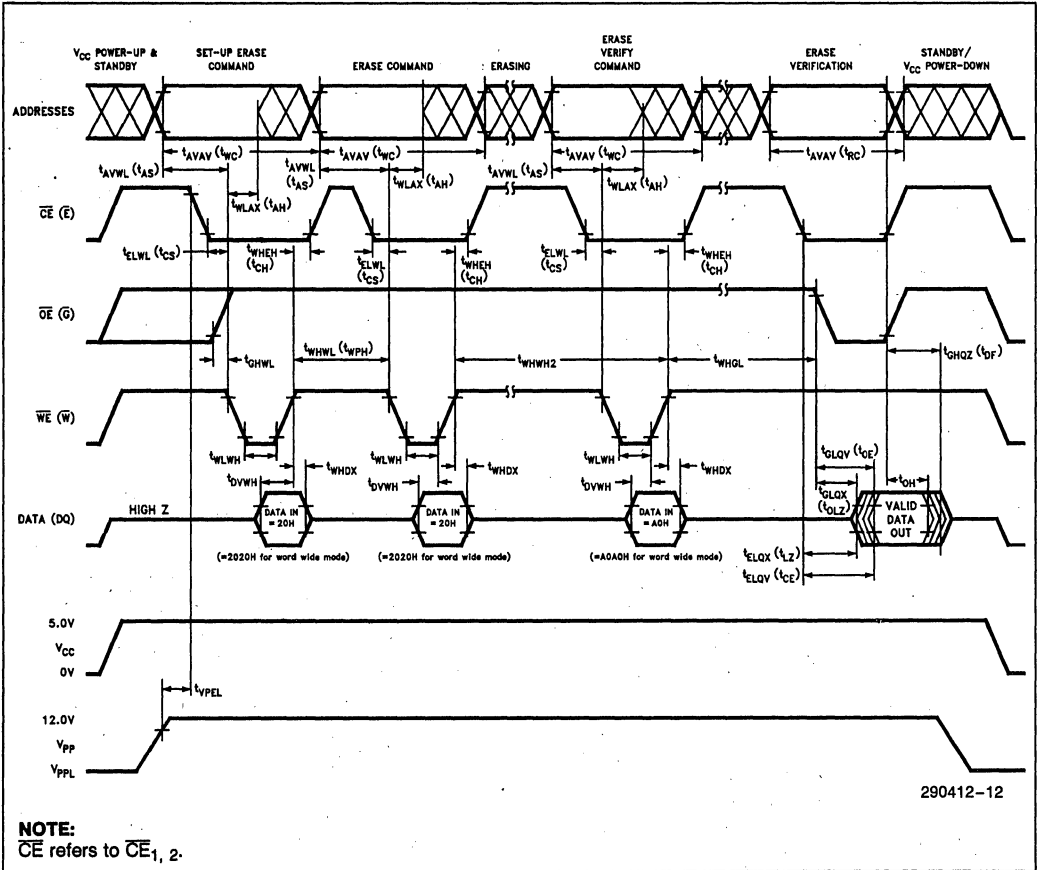 VCC POWER-UP & STANDBY
SET-UP ERASE COMMAND
ERASE COMMAND
ERASING
ERASE VERIFY COMMAND
ERASE VERIFICATION
STANDBY/ VCC POWER-DOWN
ADDRESSES
tAVAV (tWC)
tAVAV (tWC)
tAVAV (tWC)
tAVAV (tRC)
tAVWL (tAS)
tAVWL (tAS)
tAVWL (tAS)
tWLAX (tAH)
tWLAX (tAH)
tWLAX (tAH)
C̅E̅ (E̅)
tELWL (tCS)
tWHEH (tCH)
tELWL (tCS)
tWHEH (tCH)
tELWL (tCS)
tWHEH (tCH)
O̅E̅ (G̅)
tGHWL
tWHWL (tWPH)
tWHWH2
tWHGL
tGHQZ (tDF)
W̅E̅ (W̅)
tWLWH
tWHDX
tWLWH
tWHDX
tWLWH
tWHDX
tGLQV (tOE)
tDVWH
tDVWH
tDVWH
tGLQX (tOLZ)
tOH
DATA (DQ)
HIGH Z
DATA IN = 20H
DATA IN = 20H
DATA IN = A0H
VALID DATA OUT
(=2020H for word wide mode)
(=2020H for word wide mode)
(=A0A0H for word wide mode)
tELQX (tLZ)
tELQV (tCE)
5.0V
VCC
0V
tVPEL
12.0V
VPP
VPPL
290412-12
NOTE:
C̅E̅ refers to C̅E̅1, 2.